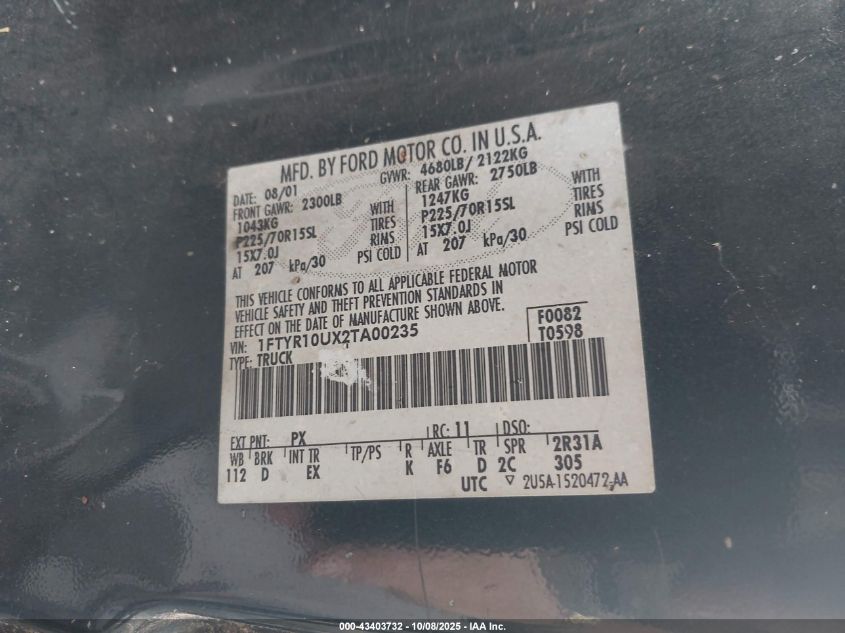 MFD. BY FORD MOTOR CO. IN U.S.A.
DATE: 08/01 GVWR: 4680LB/ 2122KG
FRONT GAWR: 2300LB REAR GAWR: 2750LB
1043KG WITH 1247KG WITH
P225/70R15SL TIRES P225/70R15SL TIRES
15X7.0J RIMS 15X7.0J RIMS
AT 207 kPa/30 PSI COLD AT 207 kPa/30 PSI COLD
THIS VEHICLE CONFORMS TO ALL APPLICABLE FEDERAL MOTOR
VEHICLE SAFETY AND THEFT PREVENTION STANDARDS IN
EFFECT ON THE DATE OF MANUFACTURE SHOWN ABOVE.
VIN: 1FTYR10UX2TA00235 F0082
TYPE: TRUCK T0598
EXT PNT: PX RC: 11 DSO:
WB BRK INT TR TP/PS R AXLE TR SPR 2R31A
112 D EX K F6 D 2C 305
UTC ▽ 2U5A-1520472-AA
000-43403732 - 10/08/2025 - IAA Inc.